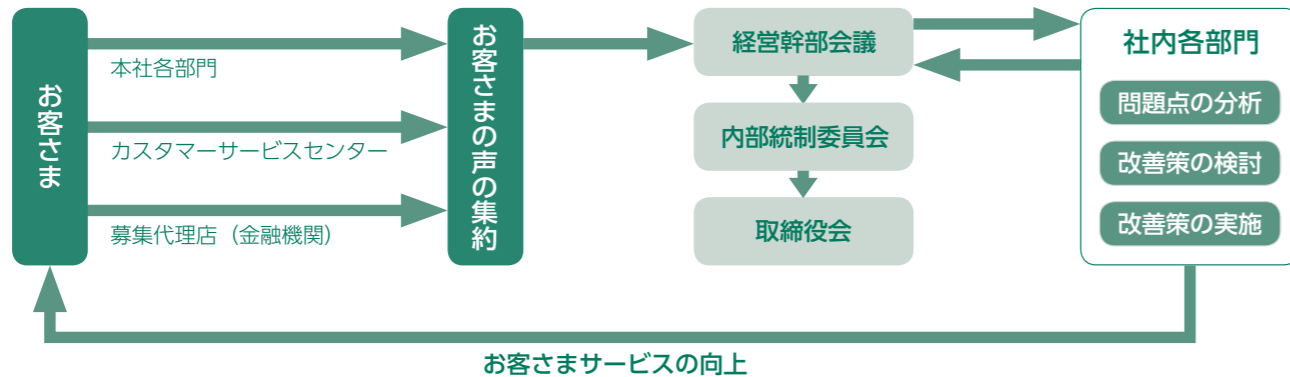 お客さま
本社各部門
カスタマーサービスセンター
募集代理店（金融機関）
お客さまの声の集約
経営幹部会議
内部統制委員会
取締役会
社内各部門
問題点の分析
改善策の検討
改善策の実施
お客さまサービスの向上